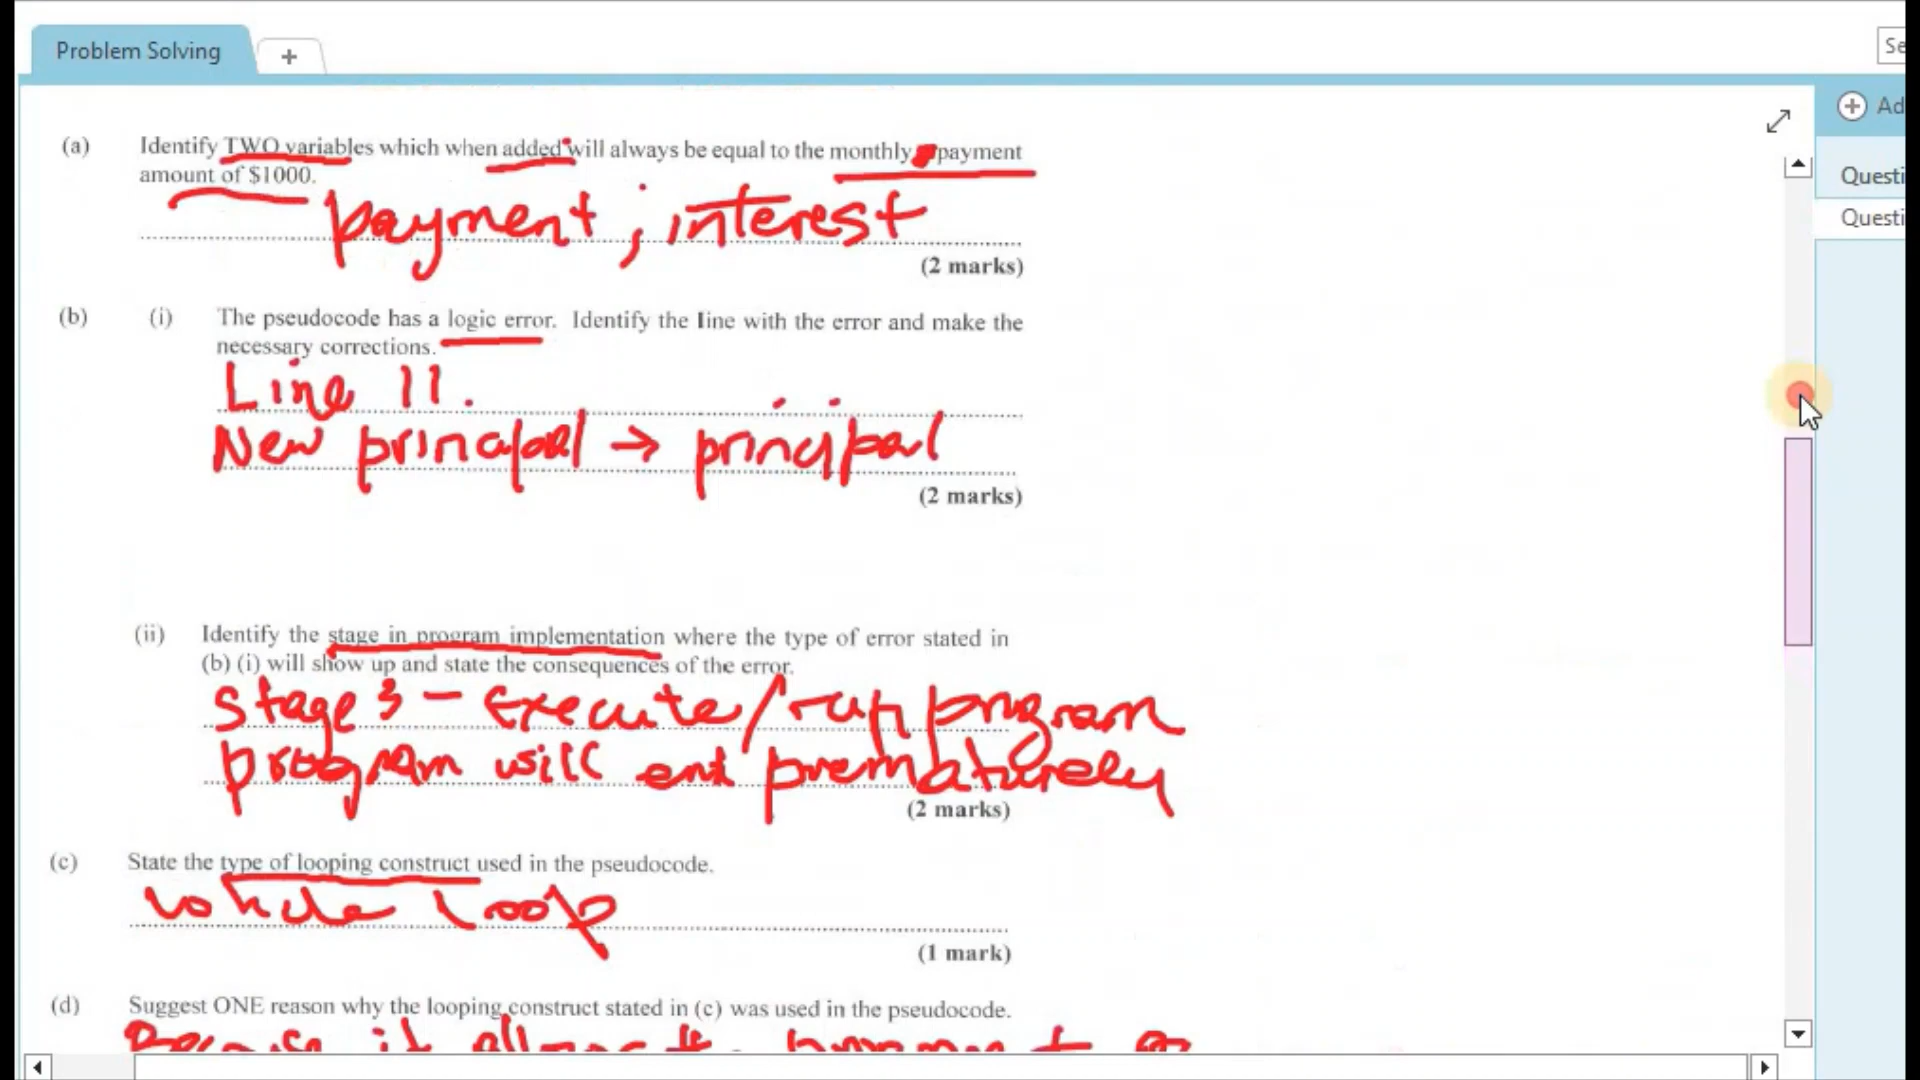 Problem Solving
+
Se
Ad
(a) Identify TWO variables which when added will always be equal to the monthly payment
amount of $1000.
payment ; interest
(2 marks)
Questi
Questi
(b) (i) The pseudocode has a logic error. Identify the line with the error and make the
necessary corrections.
Line 11.
New principal → principal
(2 marks)
(ii) Identify the stage in program implementation where the type of error stated in
(b) (i) will show up and state the consequences of the error.
Stage 3 - Execute/run program
program will end prematurely
(2 marks)
(c) State the type of looping construct used in the pseudocode.
while loop
(1 mark)
(d) Suggest ONE reason why the looping construct stated in (c) was used in the pseudocode.
Because it allows